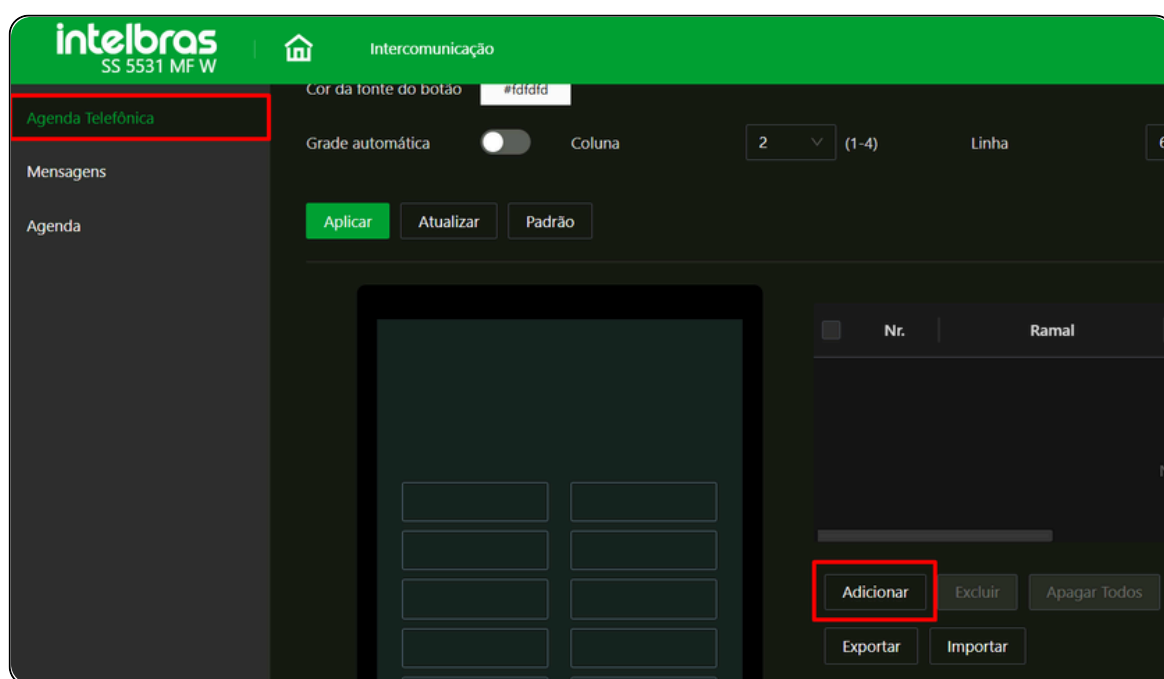 intelbras
SS 5531 MF W
Intercomunicação
Agenda Telefônica
Mensagens
Agenda
Cor da fonte do botão #fdfdfd
Grade automática Coluna 2 (1-4) Linha 6
Aplicar Atualizar Padrão
Nr. Ramal
N
Adicionar Excluir Apagar Todos
Exportar Importar